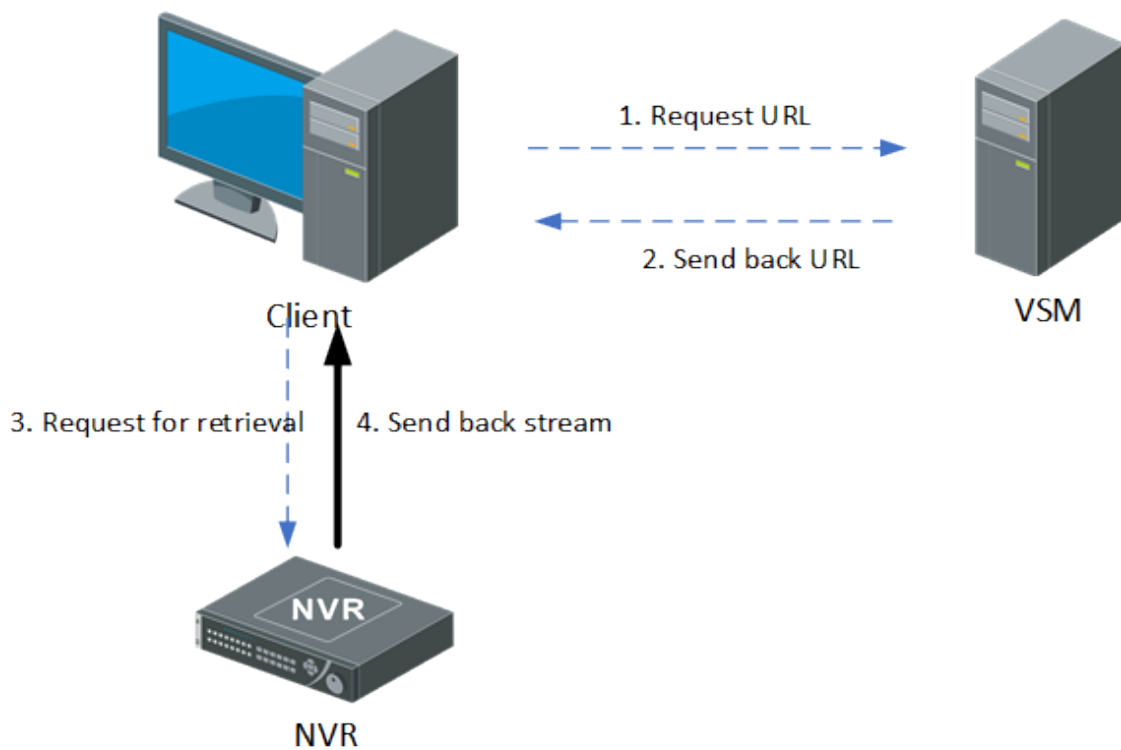 1. Request URL
2. Send back URL
Client
VSM
3. Request for retrieval
4. Send back stream
NVR
NVR